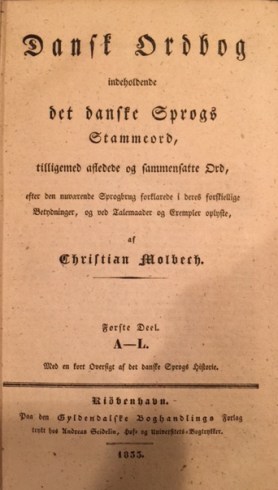 Dansk Ordbog
indeholdende
det danske Sprogs
Stammeord,
tilligemed afledede og sammensatte Ord,
efter den nuværende Sprogbrug forklarede i deres forskiellige
Betydninger, og ved Talemaader og Exempler oplyste,
af
Christian Molbech.
Første Deel.
A—L.
Med en kort Oversigt af det danske Sprogs Historie.
Kiöbenhavn.
Paa den Gyldendalske Boghandlings Forlag
trykt hos Andreas Seidelin, Hof- og Universitets-Bogtrykker.
1833.